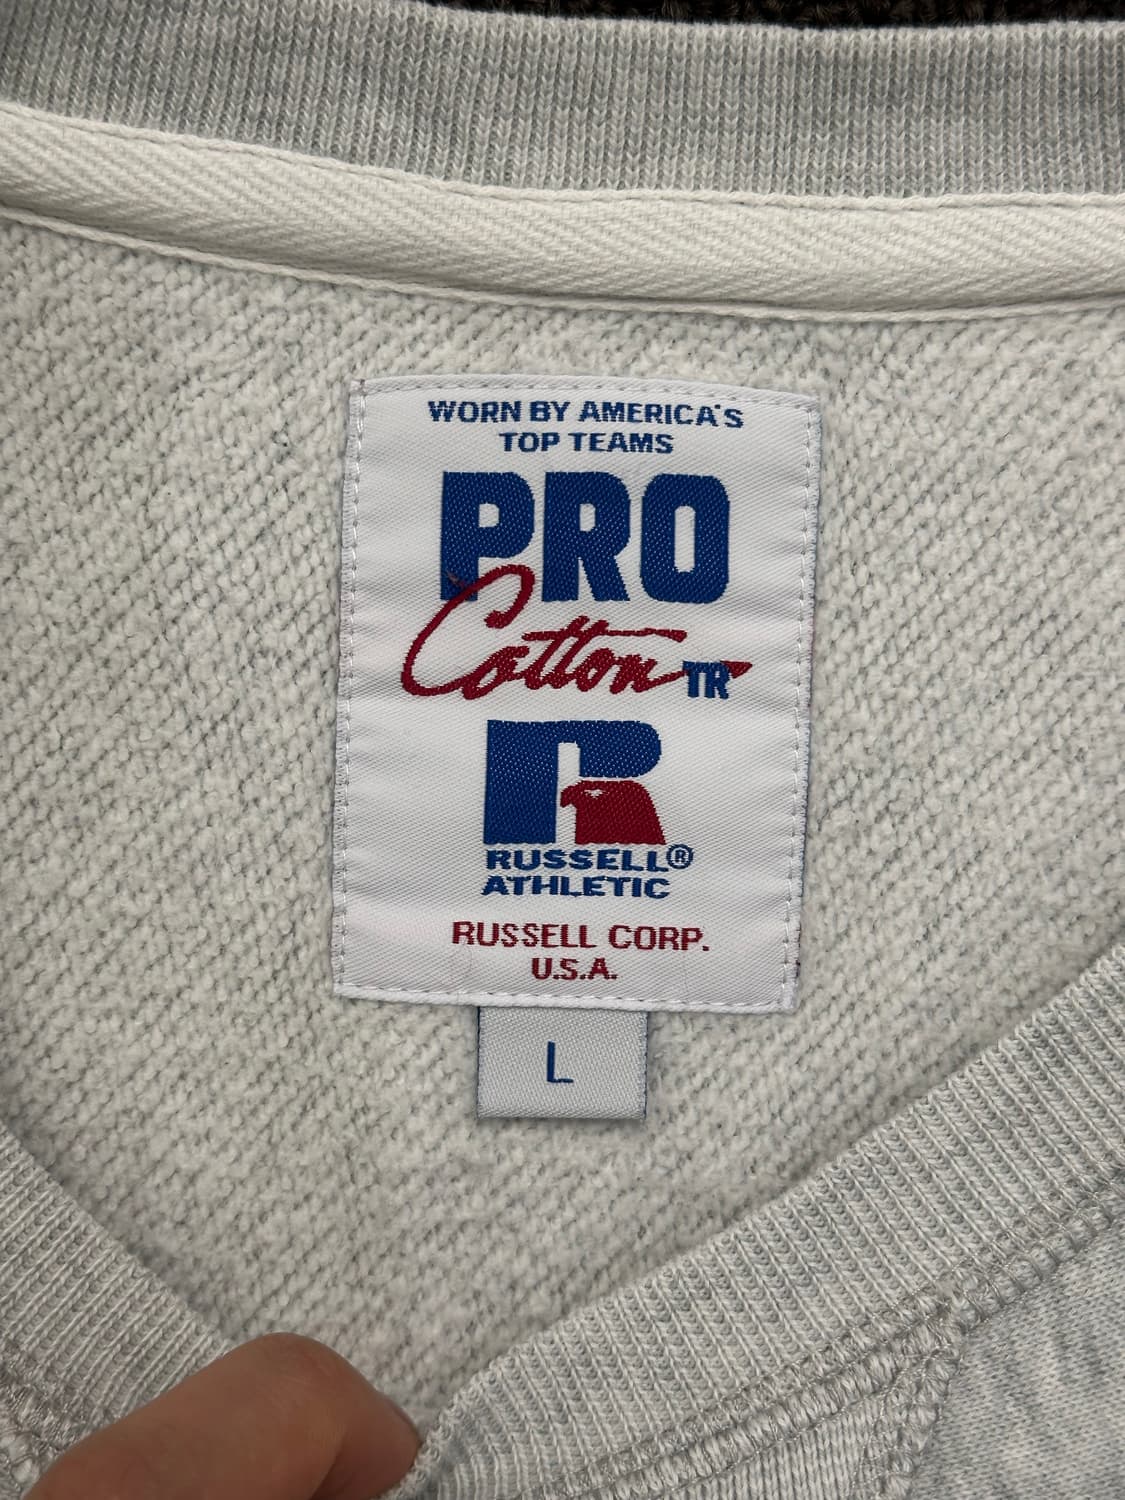 WORN BY AMERICA'S
TOP TEAMS
PRO
Cotton TR
RUSSELL®
ATHLETIC
RUSSELL CORP.
U.S.A.
L